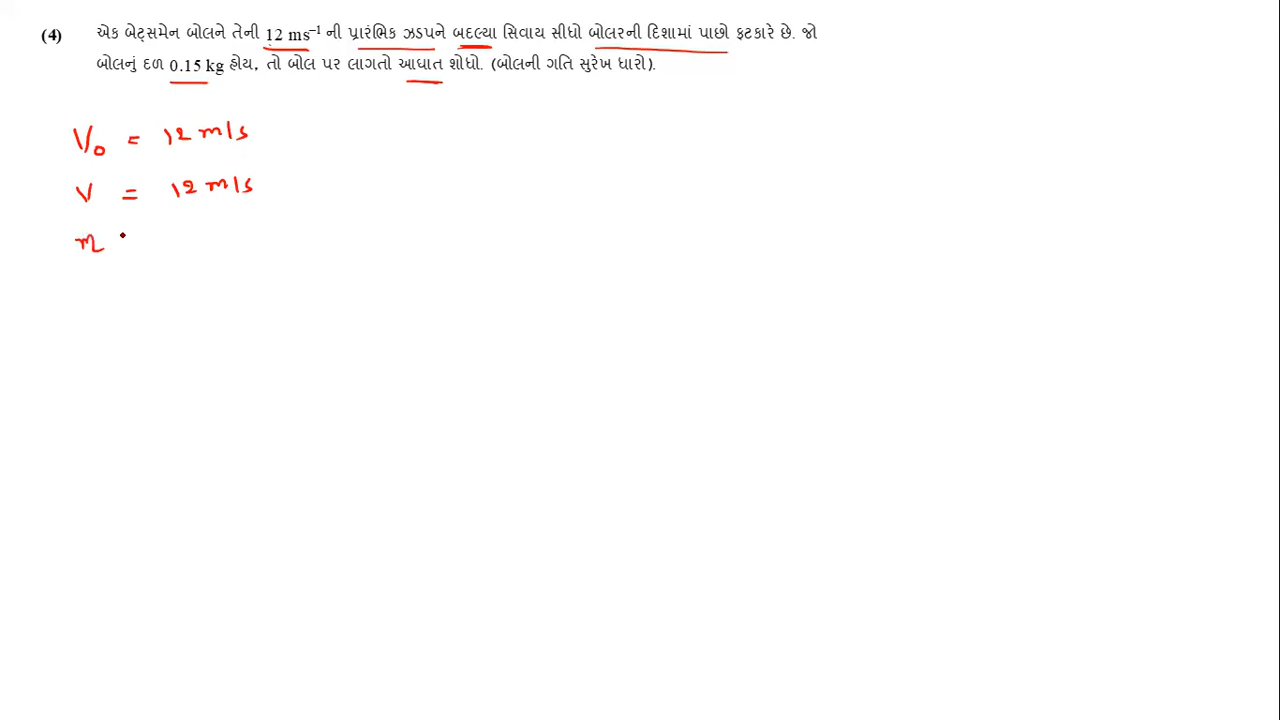 (4) એક બેટ્સમેન બોલને તેની 12 ms⁻¹ ની પ્રારંભિક ઝડપને બદલ્યા સિવાય સીધો બોલરની દિશામાં પાછો ફટકારે છે. જો
બોલનું દળ 0.15 kg હોય, તો બોલ પર લાગતો આઘાત શોધો. (બોલની ગતિ સુરેખ ધારો).
V₀ = 12 m/s
V = 12 m/s
m